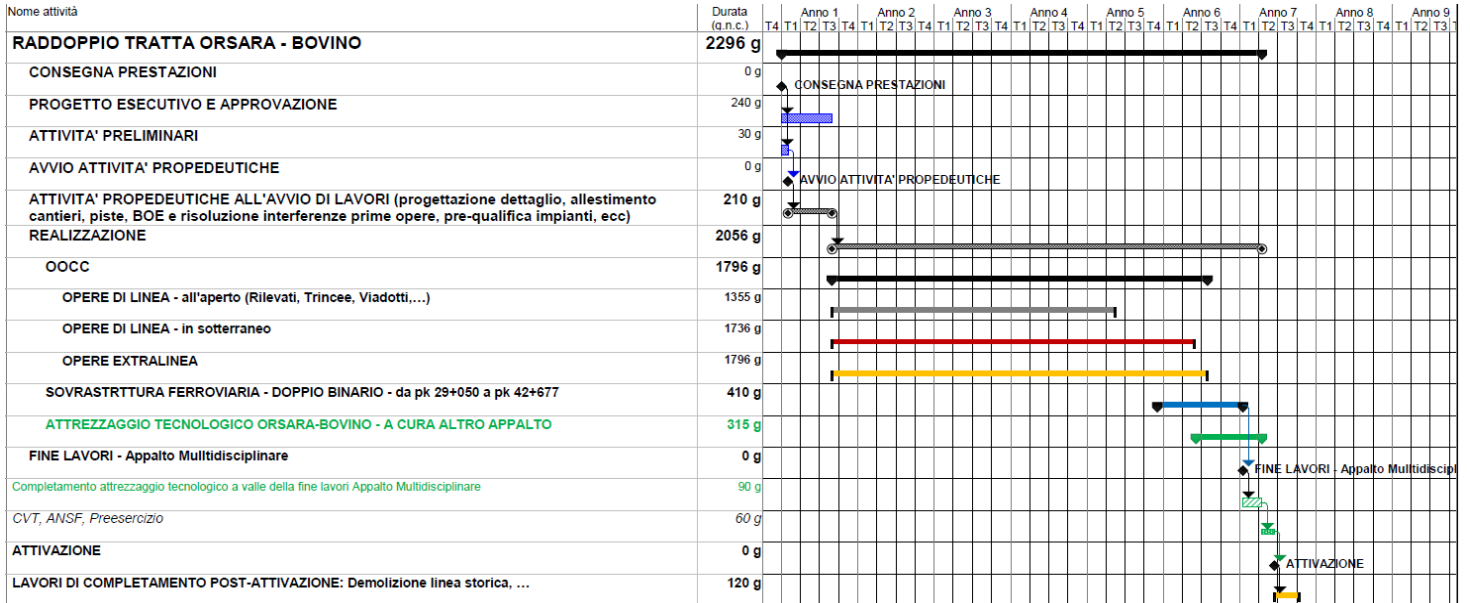 Nome attività Durata (g.n.c.) Anno 1 Anno 2 Anno 3 Anno 4 Anno 5 Anno 6 Anno 7 Anno 8 Anno 9
T4 T1 T2 T3 T4 T1 T2 T3 T4 T1 T2 T3 T4 T1 T2 T3 T4 T1 T2 T3 T4 T1 T2 T3 T4 T1 T2 T3 T4 T1 T2 T3 T4 T1 T2 T3
RADDOPPIO TRATTA ORSARA - BOVINO 2296 g
CONSEGNA PRESTAZIONI 0 g CONSEGNA PRESTAZIONI
PROGETTO ESECUTIVO E APPROVAZIONE 240 g
ATTIVITA' PRELIMINARI 30 g
AVVIO ATTIVITA' PROPEDEUTICHE 0 g AVVIO ATTIVITA' PROPEDEUTICHE
ATTIVITA' PROPEDEUTICHE ALL'AVVIO DI LAVORI (progettazione dettaglio, allestimento 210 g
cantieri, piste, BOE e risoluzione interferenze prime opere, pre-qualifica impianti, ecc)
REALIZZAZIONE 2056 g
OOCC 1796 g
OPERE DI LINEA - all'aperto (Rilevati, Trincee, Viadotti,...) 1355 g
OPERE DI LINEA - in sotterraneo 1736 g
OPERE EXTRALINEA 1796 g
SOVRASTRTTURA FERROVIARIA - DOPPIO BINARIO - da pk 29+050 a pk 42+677 410 g
ATTREZZAGGIO TECNOLOGICO ORSARA-BOVINO - A CURA ALTRO APPALTO 315 g
FINE LAVORI - Appalto Mulltidisciplinare 0 g FINE LAVORI - Appalto Mulltidiscipl
Completamento attrezzaggio tecnologico a valle della fine lavori Appalto Multidisciplinare 90 g
CVT, ANSF, Preesercizio 60 g
ATTIVAZIONE 0 g ATTIVAZIONE
LAVORI DI COMPLETAMENTO POST-ATTIVAZIONE: Demolizione linea storica, ... 120 g